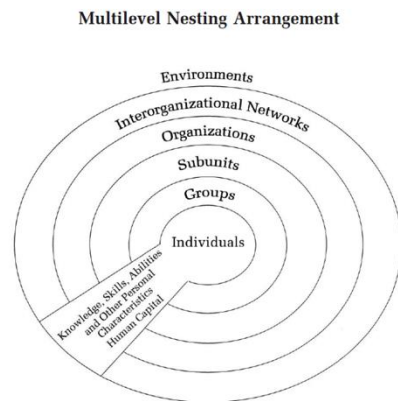 Multilevel Nesting Arrangement
Environments
Interorganizational Networks
Organizations
Subunits
Groups
Individuals
Knowledge, Skills, Abilities
and Other Personal
Characteristics
Human Capital